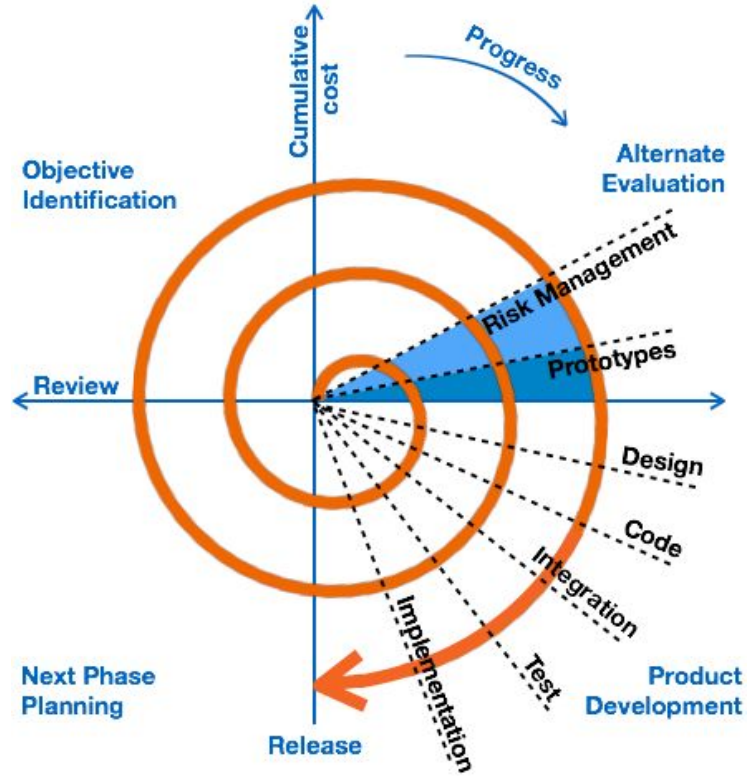 Cumulative
cost
Progress
Objective
Identification
Alternate
Evaluation
Risk Management
Prototypes
Review
Design
Code
Integration
Test
Implementation
Next Phase
Planning
Product
Development
Release